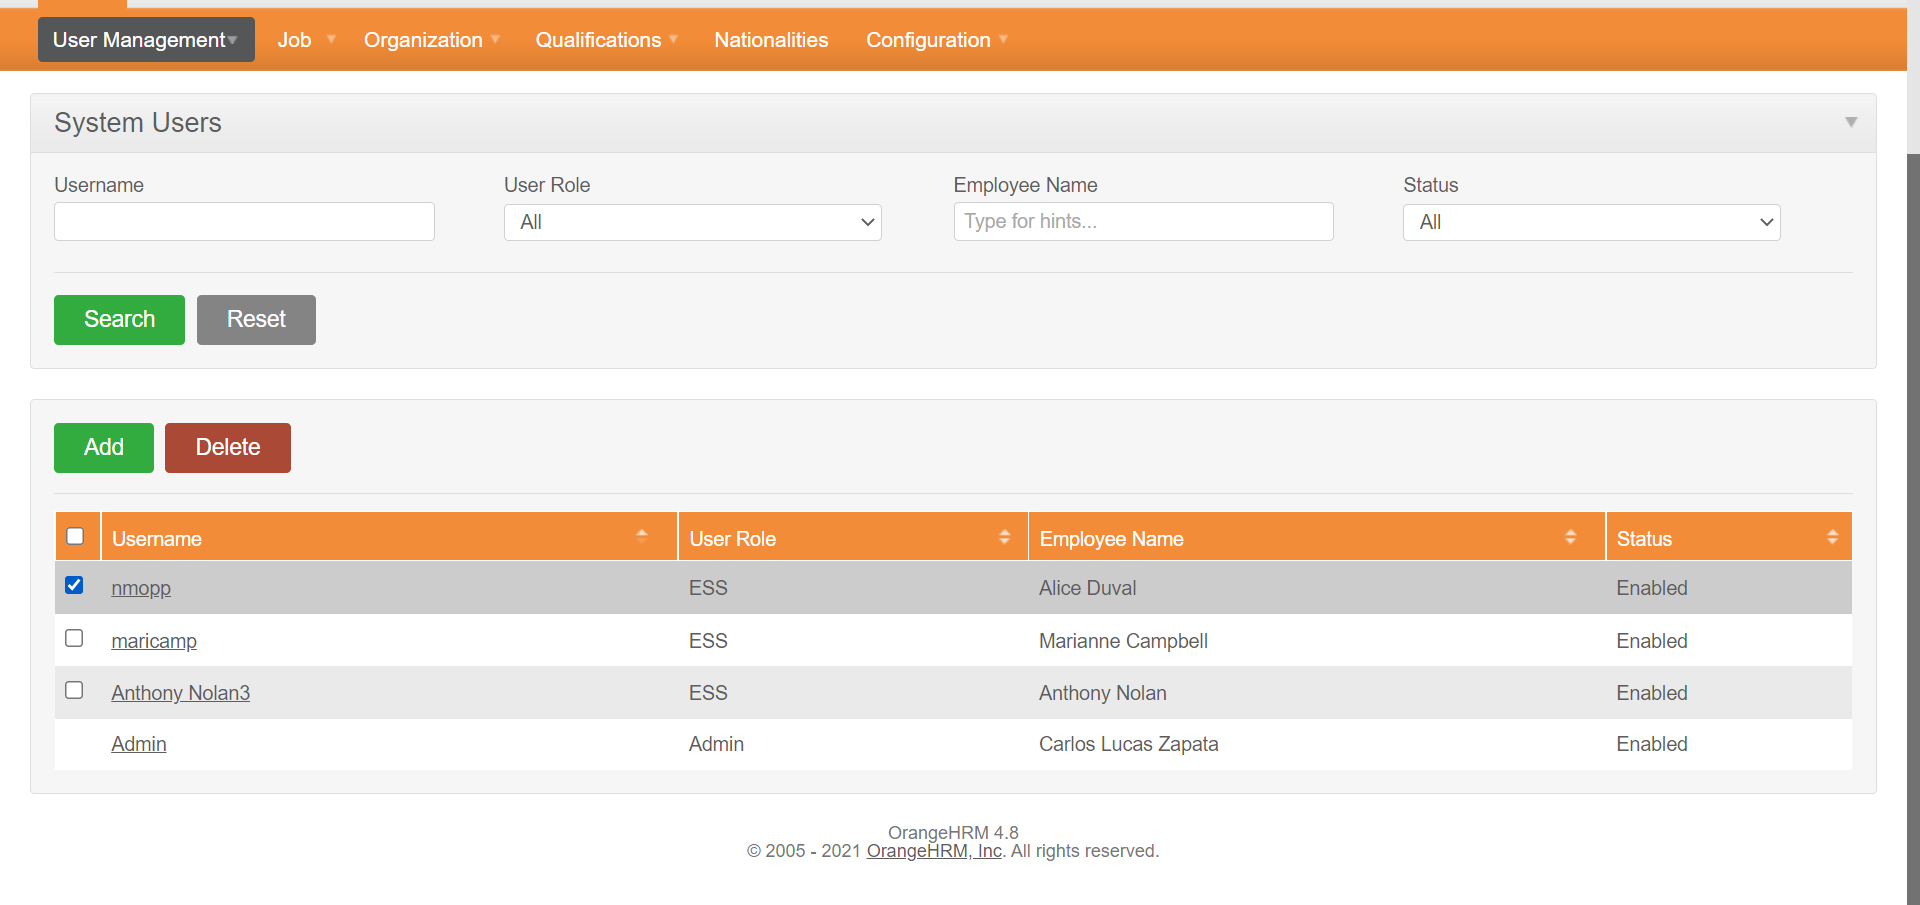 User Management Job Organization Qualifications Nationalities Configuration
System Users
Username User Role Employee Name Status
All Type for hints... All
Search Reset
Add Delete
Username User Role Employee Name Status
nmopp ESS Alice Duval Enabled
maricamp ESS Marianne Campbell Enabled
Anthony Nolan3 ESS Anthony Nolan Enabled
Admin Admin Carlos Lucas Zapata Enabled
OrangeHRM 4.8
© 2005 - 2021 OrangeHRM, Inc. All rights reserved.